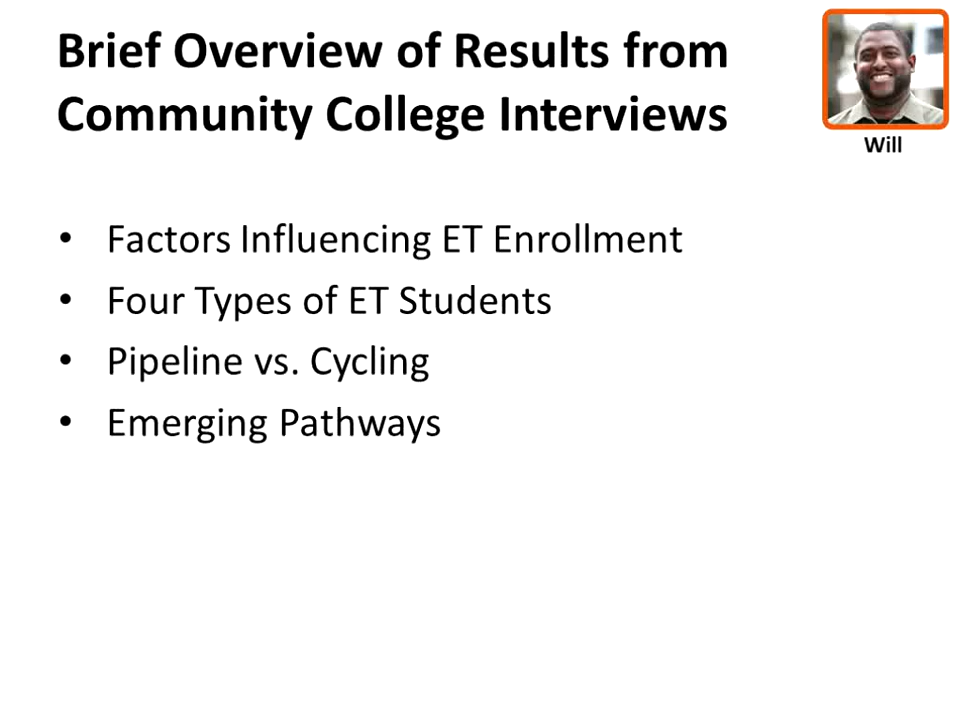 Brief Overview of Results from
Community College Interviews
Will
• Factors Influencing ET Enrollment
• Four Types of ET Students
• Pipeline vs. Cycling
• Emerging Pathways